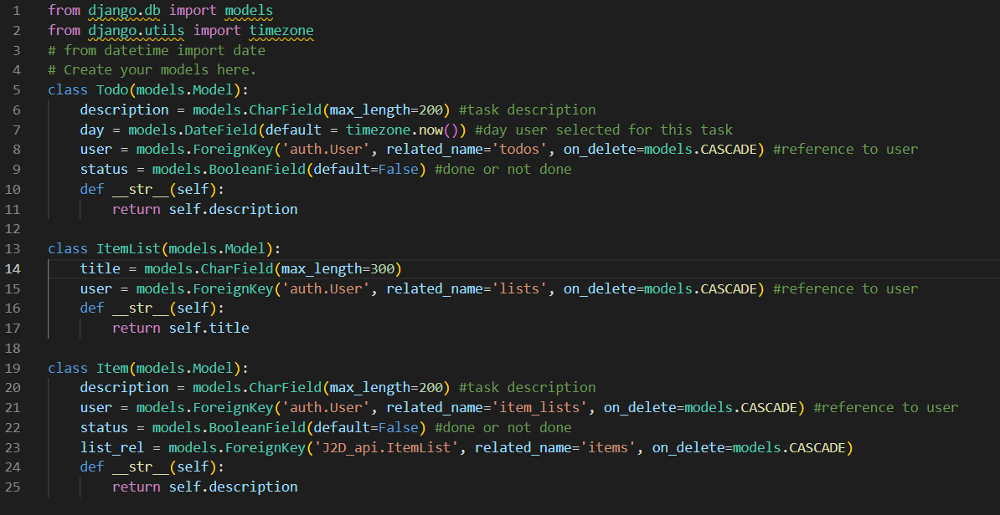 1 from django.db import models
2 from django.utils import timezone
3 # from datetime import date
4 # Create your models here.
5 class Todo(models.Model):
6     description = models.CharField(max_length=200) #task description
7     day = models.DateField(default = timezone.now()) #day user selected for this task
8     user = models.ForeignKey('auth.User', related_name='todos', on_delete=models.CASCADE) #reference to user
9     status = models.BooleanField(default=False) #done or not done
10     def __str__(self):
11         return self.description
12
13 class ItemList(models.Model):
14     title = models.CharField(max_length=300)
15     user = models.ForeignKey('auth.User', related_name='lists', on_delete=models.CASCADE) #reference to user
16     def __str__(self):
17         return self.title
18
19 class Item(models.Model):
20     description = models.CharField(max_length=200) #task description
21     user = models.ForeignKey('auth.User', related_name='item_lists', on_delete=models.CASCADE) #reference to user
22     status = models.BooleanField(default=False) #done or not done
23     list_rel = models.ForeignKey('J2D_api.ItemList', related_name='items', on_delete=models.CASCADE)
24     def __str__(self):
25         return self.description